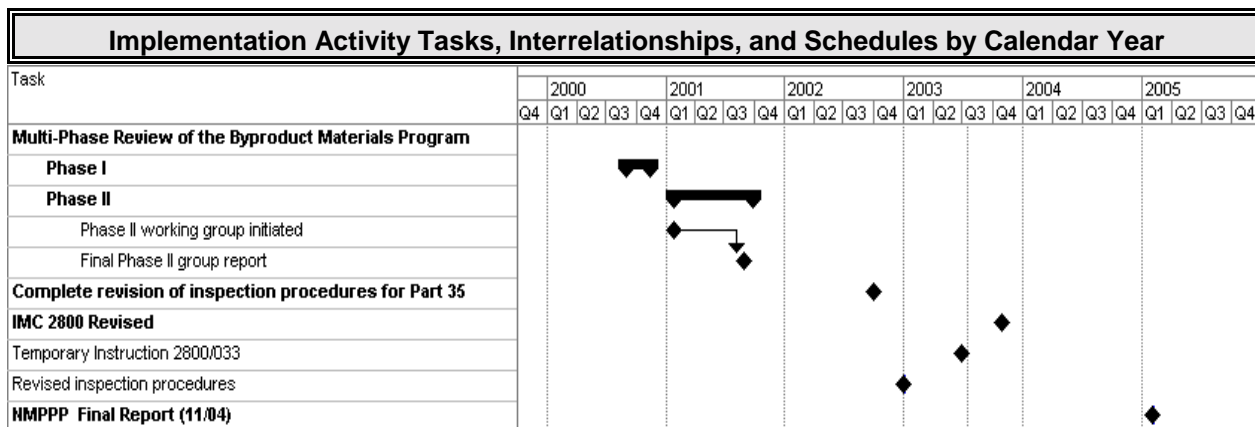 Implementation Activity Tasks, Interrelationships, and Schedules by Calendar Year
Task
2000 2001 2002 2003 2004 2005
Q4 Q1 Q2 Q3 Q4 Q1 Q2 Q3 Q4 Q1 Q2 Q3 Q4 Q1 Q2 Q3 Q4 Q1 Q2 Q3 Q4 Q1 Q2 Q3 Q4
Multi-Phase Review of the Byproduct Materials Program
Phase I
Phase II
Phase II working group initiated
Final Phase II group report
Complete revision of inspection procedures for Part 35
IMC 2800 Revised
Temporary Instruction 2800/033
Revised inspection procedures
NMPPP Final Report (11/04)